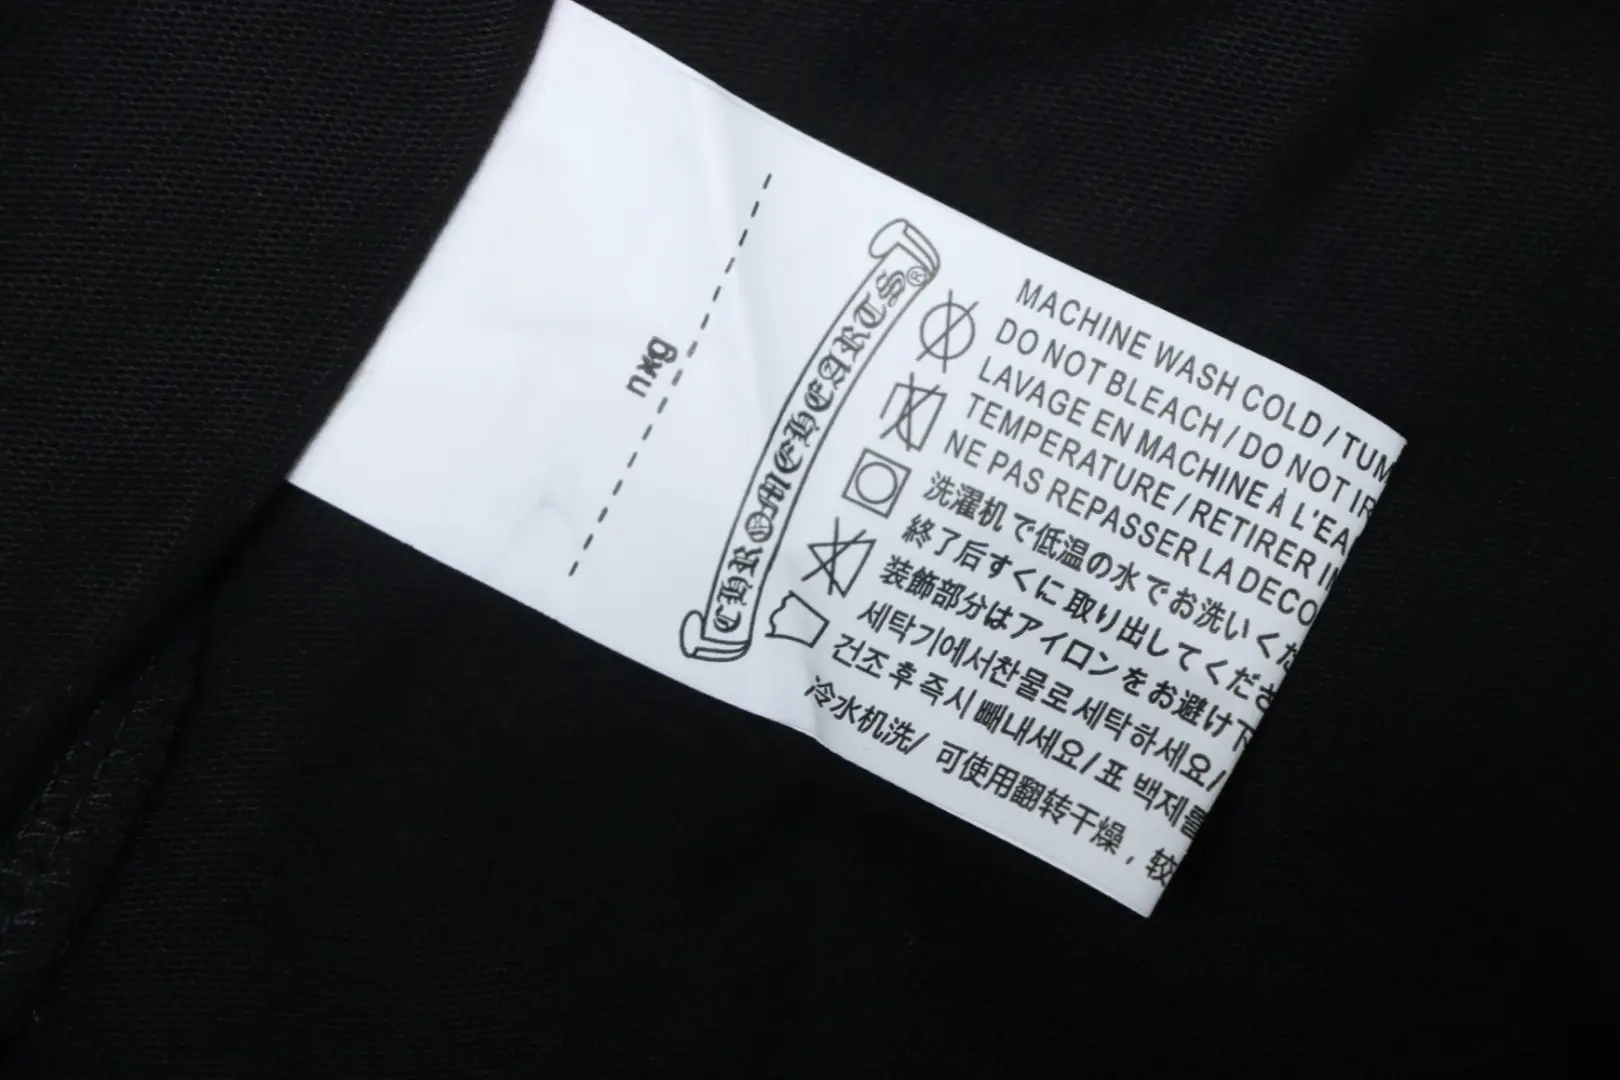 nxg
CHROME HEARTS®
MACHINE WASH COLD / TUM
DO NOT BLEACH / DO NOT IR
LAVAGE EN MACHINE À L'EA
TEMPERATURE / RETIRER IN
NE PAS REPASSER LA DECO
洗濯机で低温の水でお洗いくだ
終了后すぐに取り出してくださ
装飾部分はアイロンをお避け下
세탁기에서찬물로 세탁하세요/
건조 후 즉시 빼내세요/표 백제를
冷水机洗/ 可使用翻转干燥，较